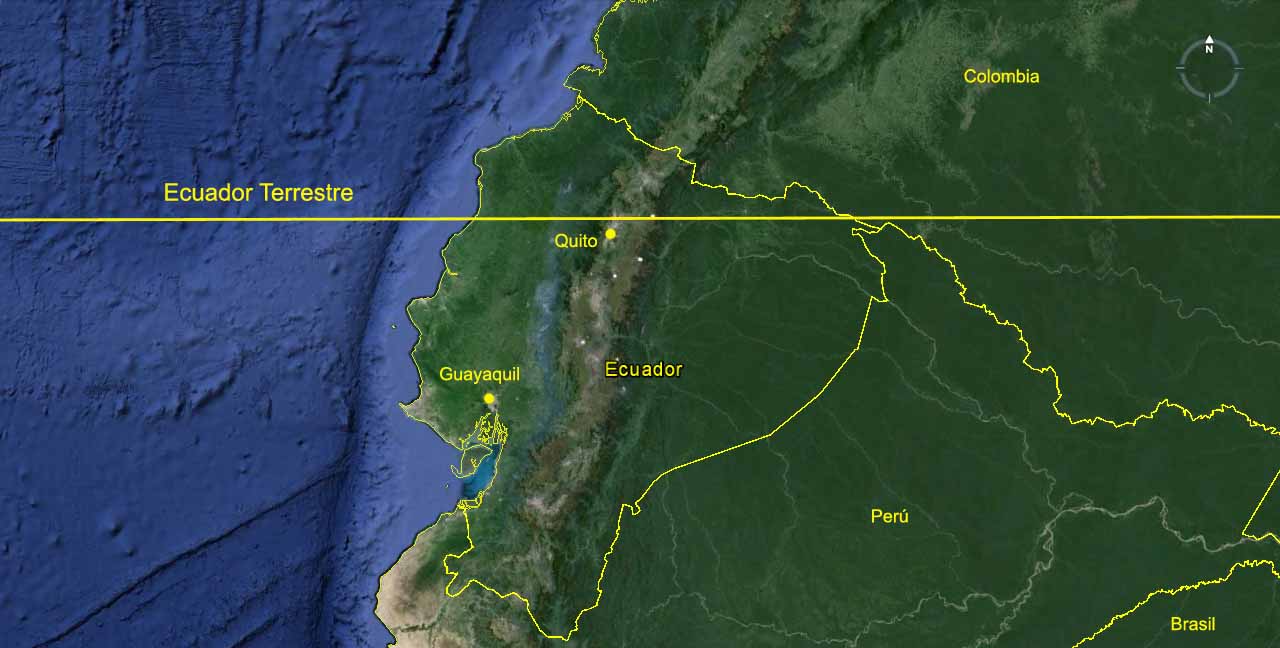 N
Colombia
Ecuador Terrestre
Quito
Ecuador
Guayaquil
Perú
Brasil